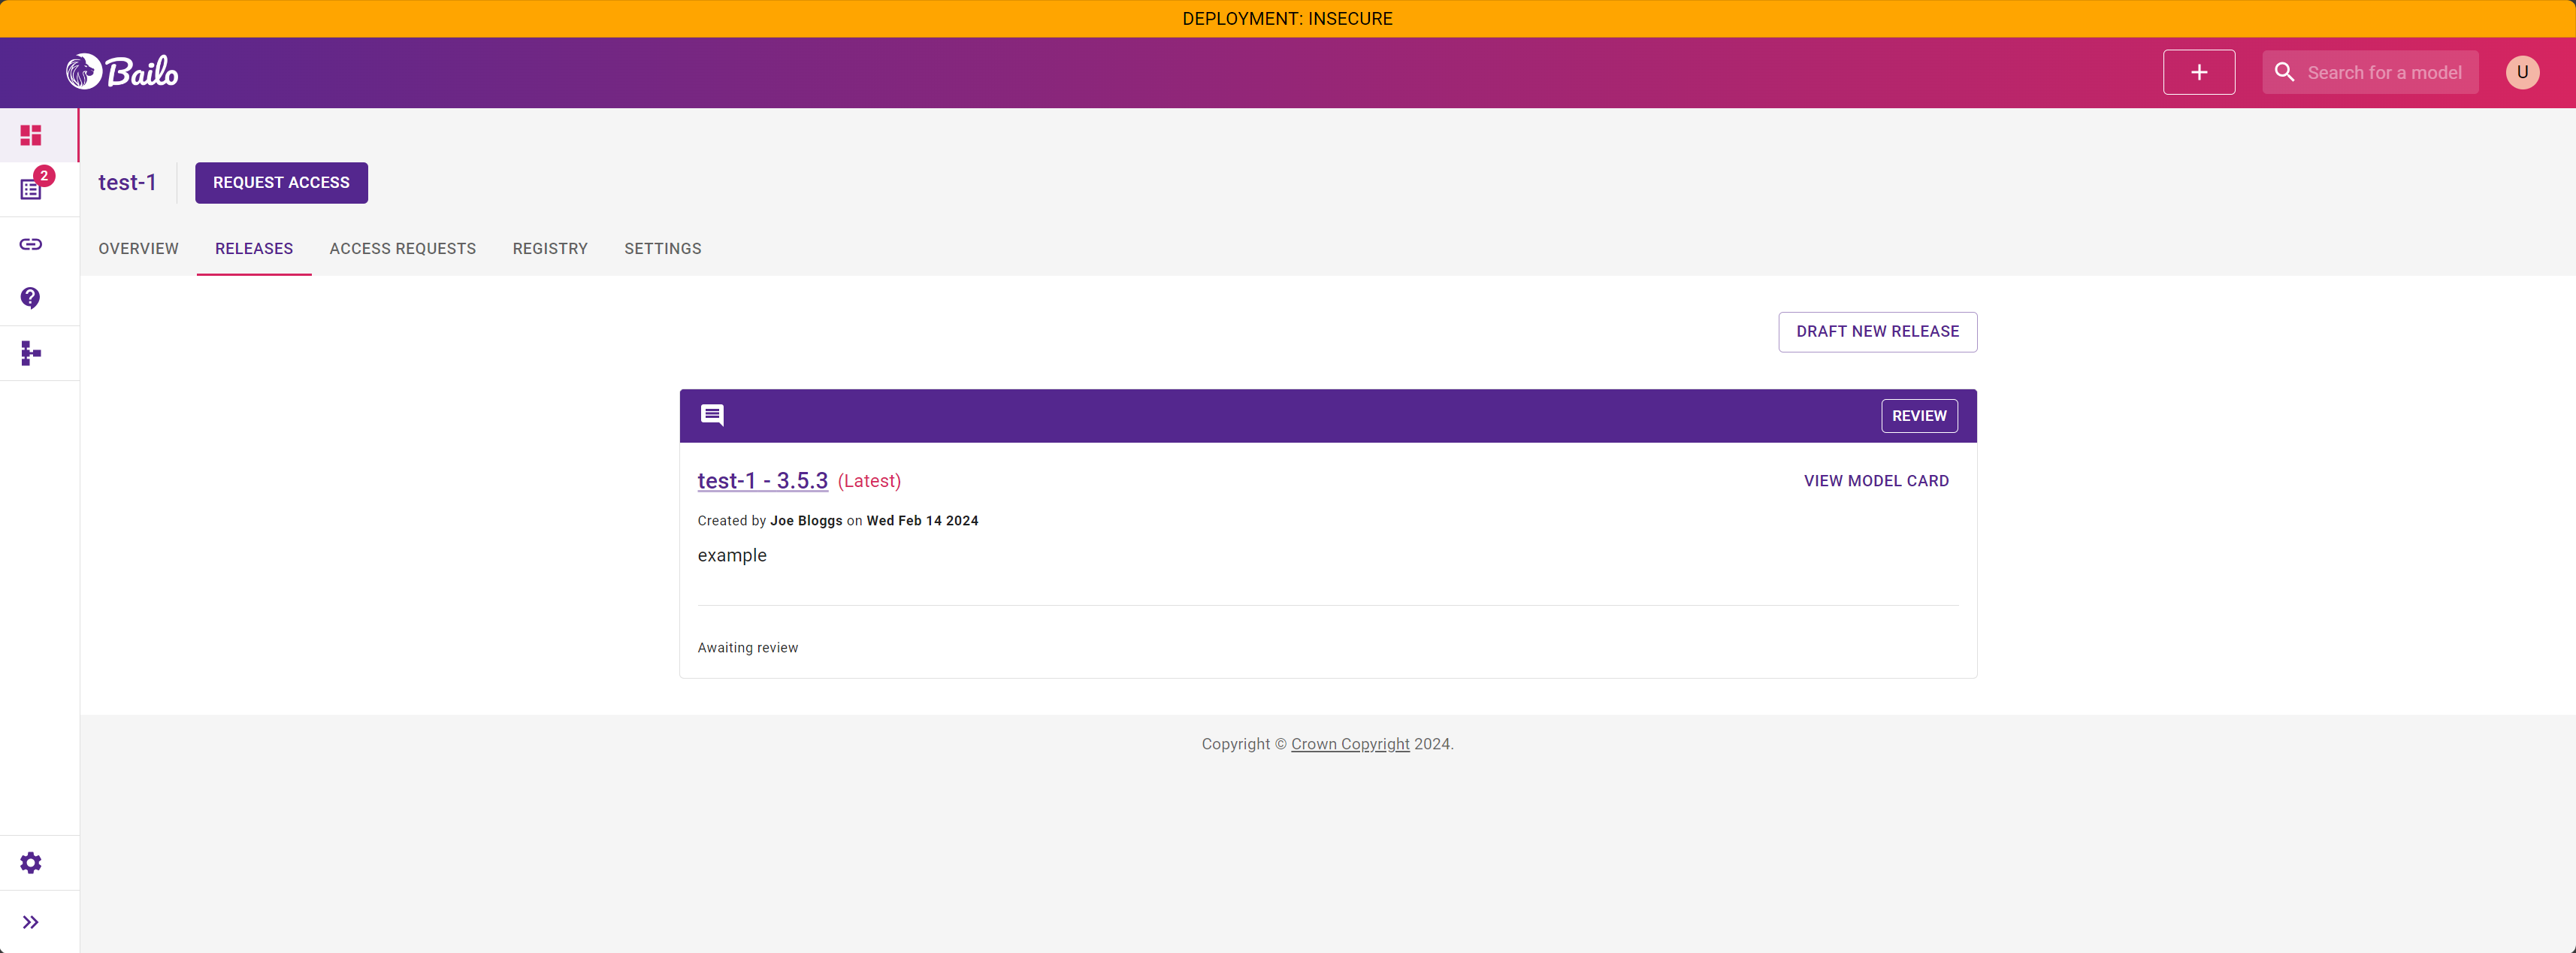 DEPLOYMENT: INSECURE
Bailo
Search for a model
U
2
test-1
REQUEST ACCESS
OVERVIEW RELEASES ACCESS REQUESTS REGISTRY SETTINGS
DRAFT NEW RELEASE
REVIEW
test-1 - 3.5.3 (Latest)
VIEW MODEL CARD
Created by Joe Bloggs on Wed Feb 14 2024
example
Awaiting review
Copyright © Crown Copyright 2024.